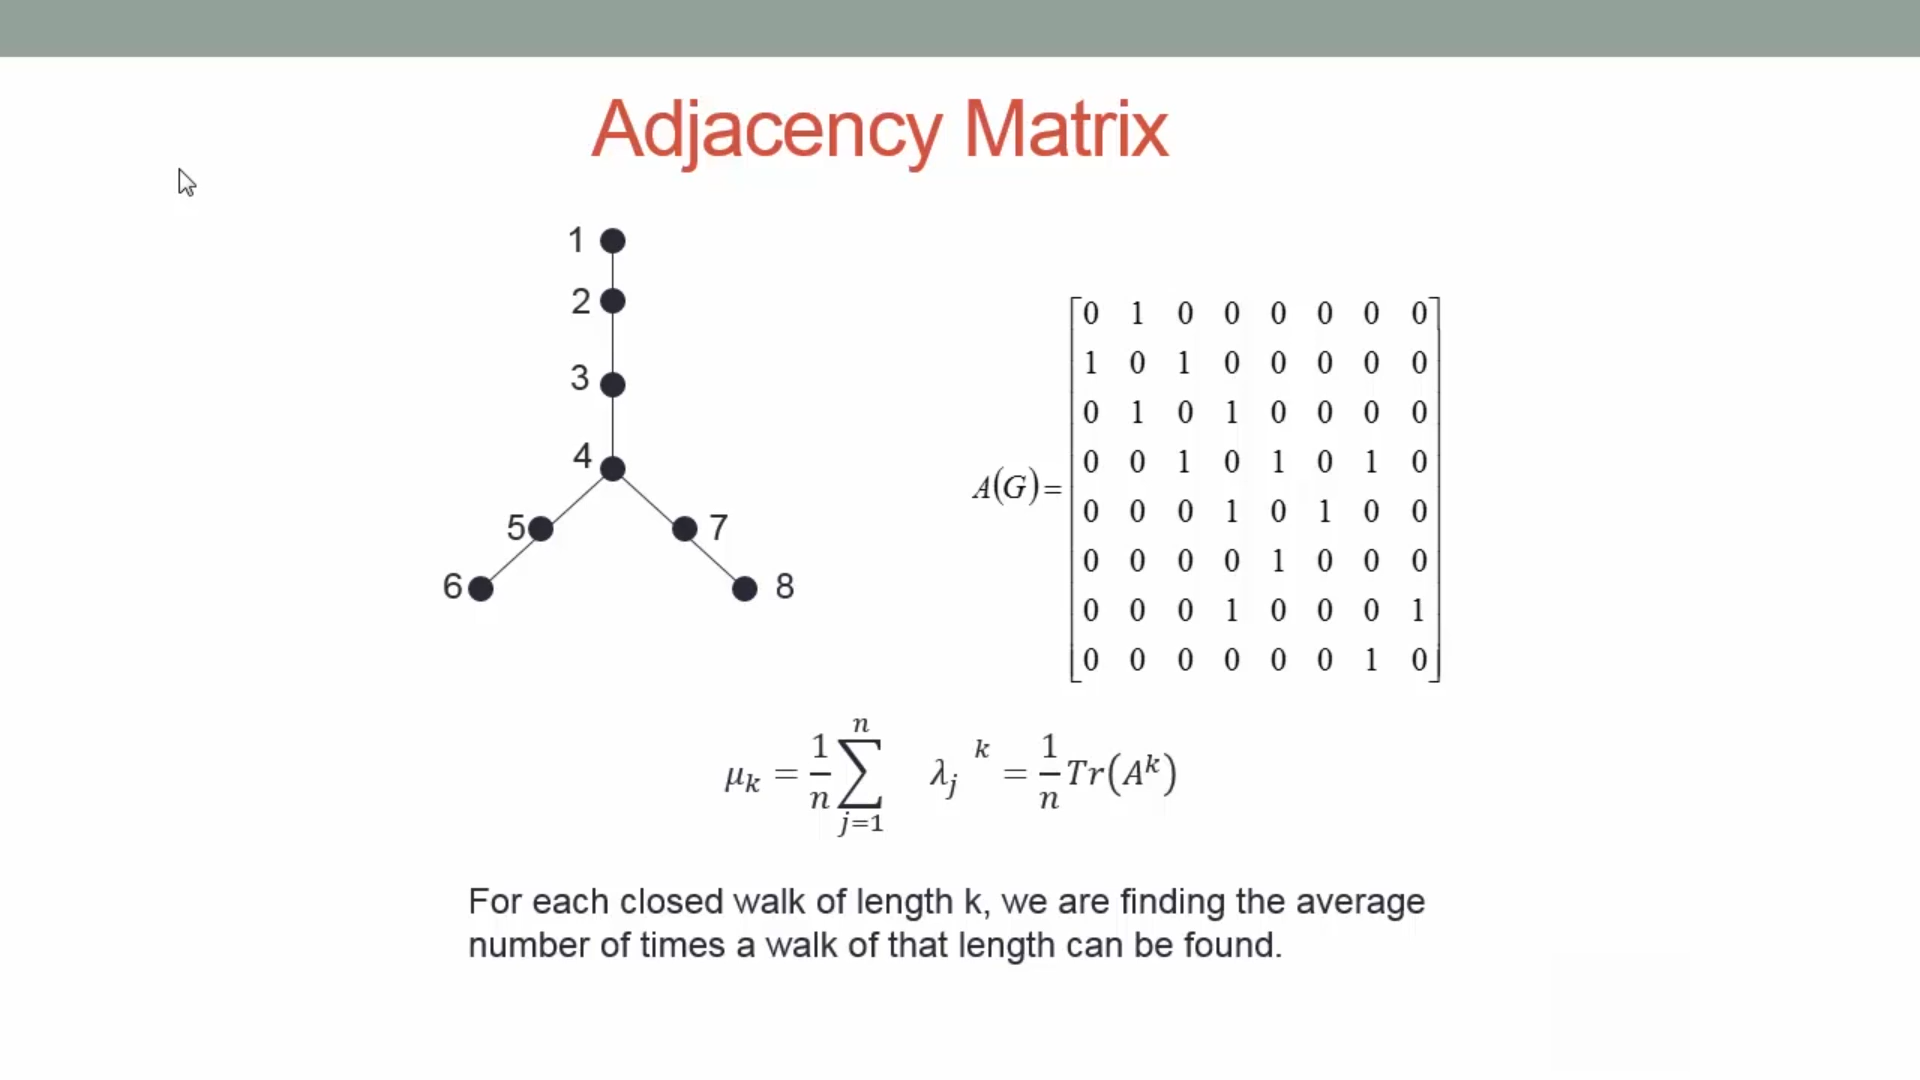 Adjacency Matrix
1
2
3
4
5
7
6
8
A(G)=
0 1 0 0 0 0 0 0
1 0 1 0 0 0 0 0
0 1 0 1 0 0 0 0
0 0 1 0 1 0 1 0
0 0 0 1 0 1 0 0
0 0 0 0 1 0 0 0
0 0 0 1 0 0 0 1
0 0 0 0 0 0 1 0
μ_k = \frac{1}{n} \sum_{j=1}^{n} λ_j^k = \frac{1}{n} Tr(A^k)
For each closed walk of length k, we are finding the average
number of times a walk of that length can be found.